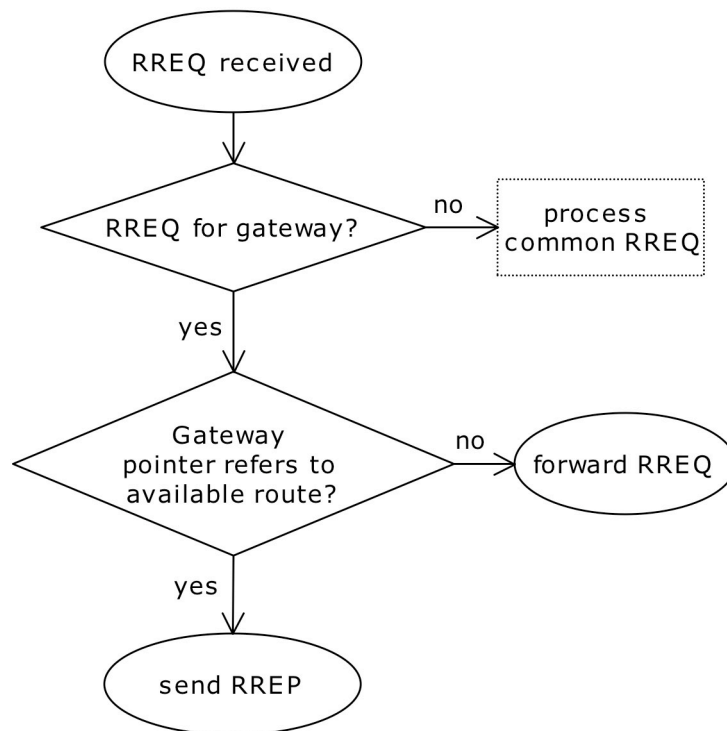 RREQ received
RREQ for gateway?
no
process
common RREQ
yes
Gateway
pointer refers to
available route?
no
forward RREQ
yes
send RREP